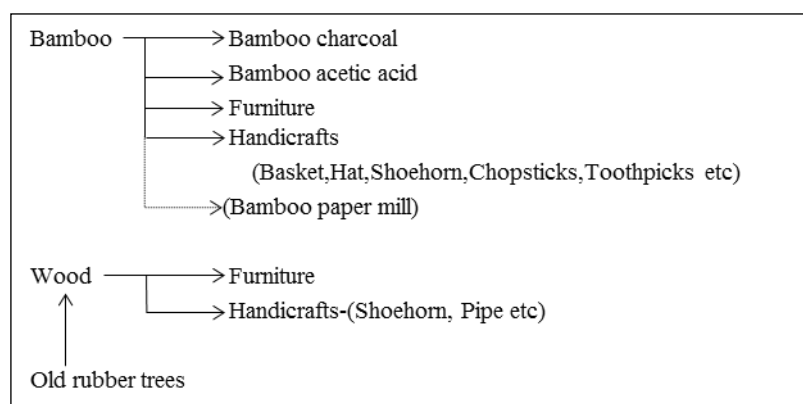 Bamboo
Bamboo charcoal
Bamboo acetic acid
Furniture
Handicrafts
(Basket,Hat,Shoehorn,Chopsticks,Toothpicks etc)
(Bamboo paper mill)
Wood
Furniture
Handicrafts-(Shoehorn, Pipe etc)
Old rubber trees